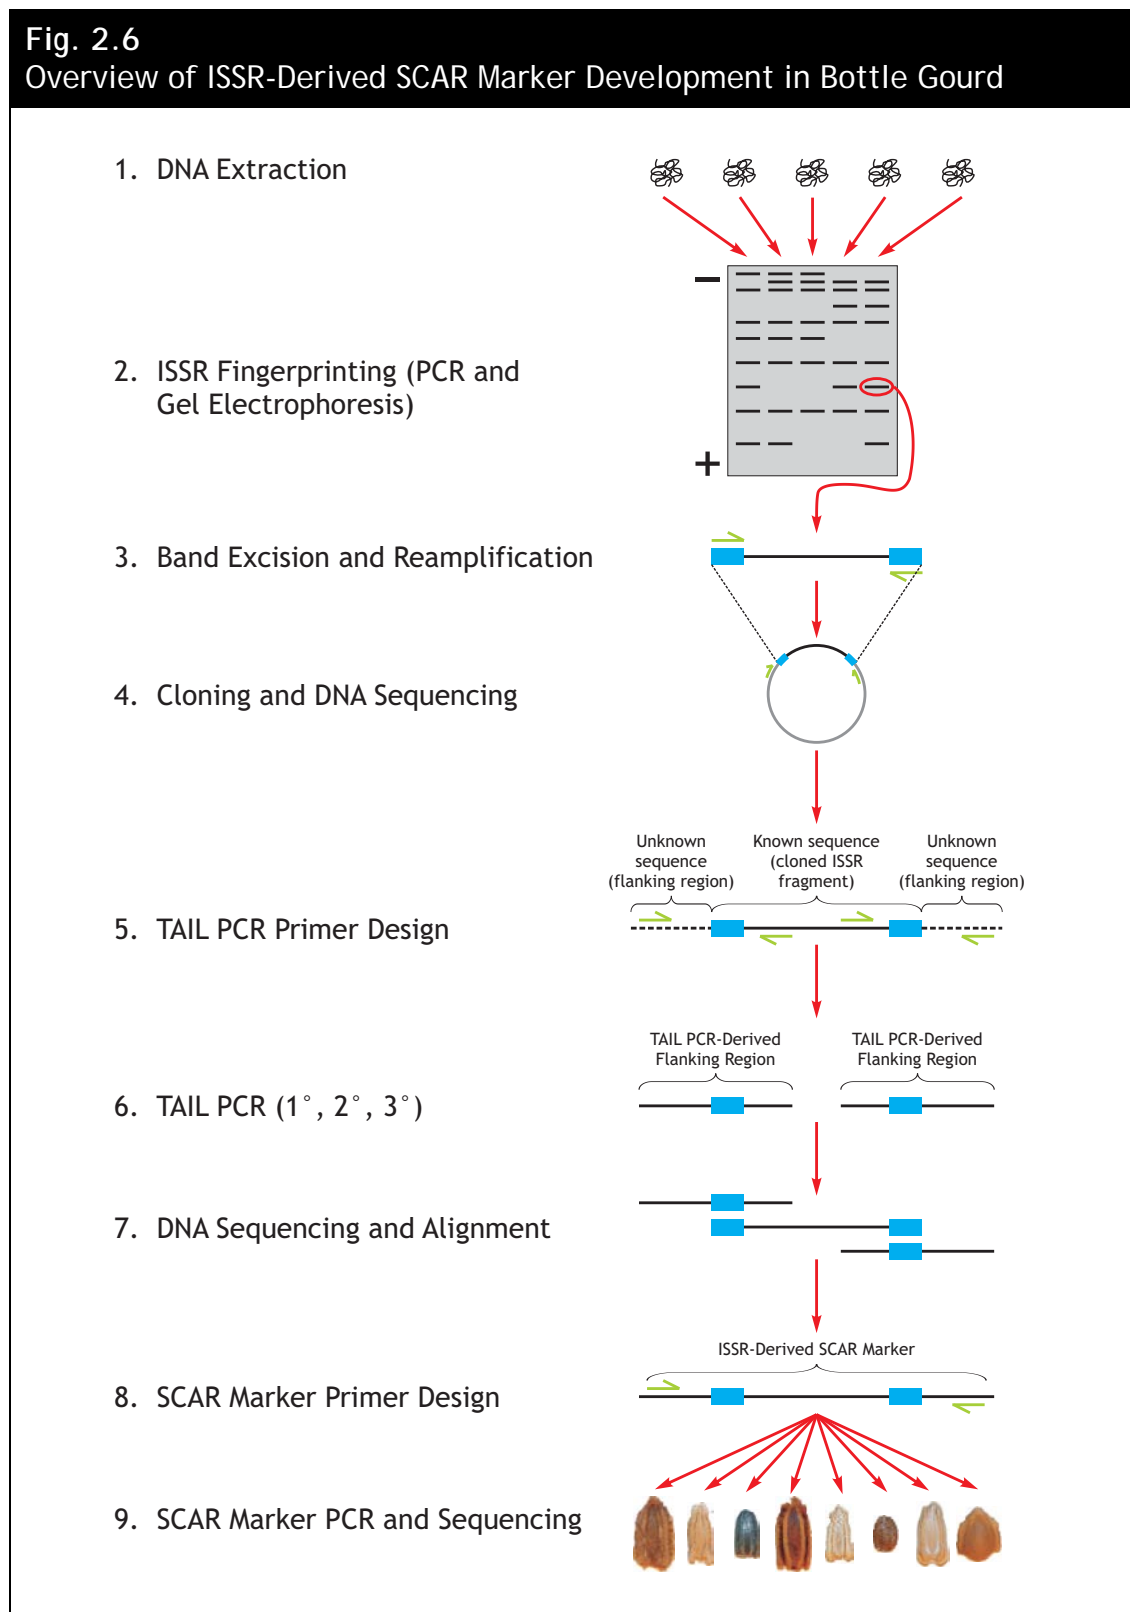 Fig. 2.6
Overview of ISSR-Derived SCAR Marker Development in Bottle Gourd
1. DNA Extraction
−
2. ISSR Fingerprinting (PCR and
Gel Electrophoresis)
+
3. Band Excision and Reamplification
4. Cloning and DNA Sequencing
Unknown
sequence
(flanking region)
Known sequence
(cloned ISSR
fragment)
Unknown
sequence
(flanking region)
5. TAIL PCR Primer Design
TAIL PCR-Derived
Flanking Region
TAIL PCR-Derived
Flanking Region
6. TAIL PCR (1°, 2°, 3°)
7. DNA Sequencing and Alignment
ISSR-Derived SCAR Marker
8. SCAR Marker Primer Design
9. SCAR Marker PCR and Sequencing